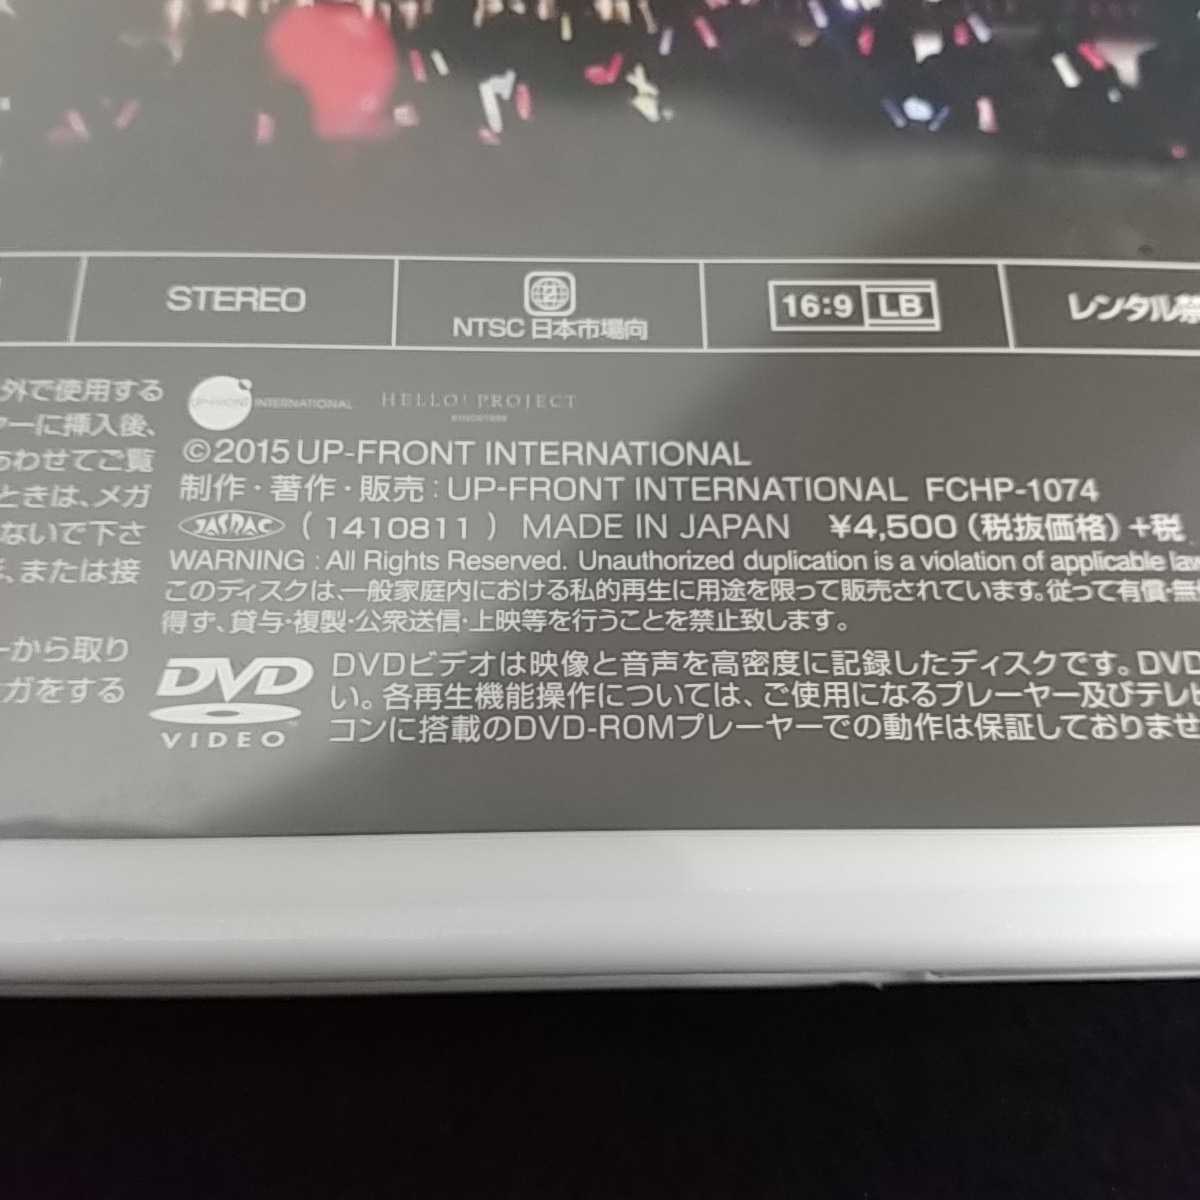 STEREO
2
NTSC 日本市場向
16:9 LB
レンタル禁
外で使用する
ヤーに挿入後、
あわせてご覧
ときは、メガ
ないで下さ
または接
ーから取り
ガをする
UP-FRONT INTERNATIONAL HELLO! PROJECT
©2015 UP-FRONT INTERNATIONAL
制作・著作・販売：UP-FRONT INTERNATIONAL FCHP-1074
JASRAC (1410811) MADE IN JAPAN ¥4,500（税抜価格）+税
WARNING : All Rights Reserved. Unauthorized duplication is a violation of applicable law
このディスクは、一般家庭内における私的再生に用途を限って販売されています。従って有償・無
得ず、貸与・複製・公衆送信・上映等を行うことを禁止致します。
DVD VIDEO
DVDビデオは映像と音声を高密度に記録したディスクです。DVD
い。各再生機能操作については、ご使用になるプレーヤー及びテレビ
コンに搭載のDVD-ROMプレーヤーでの動作は保証しておりませ